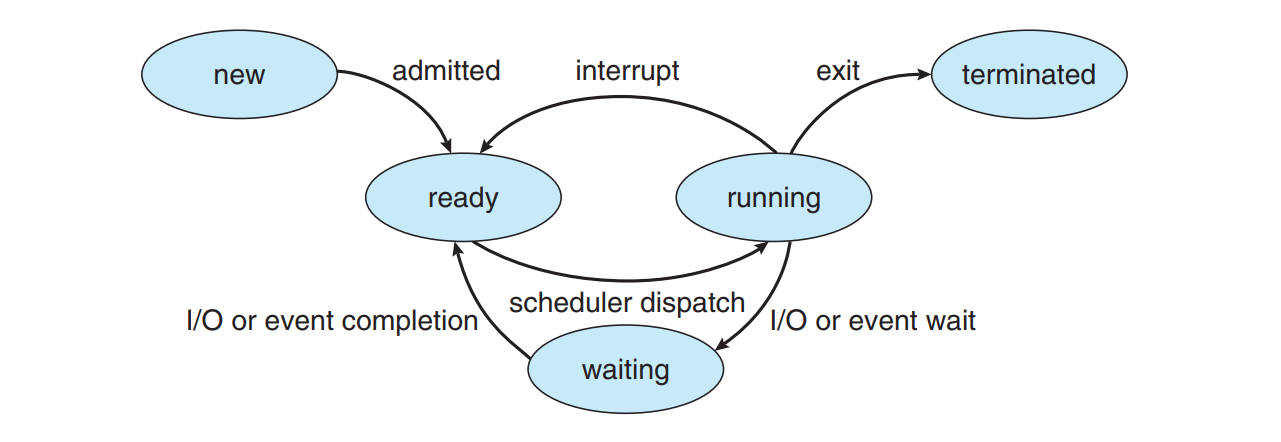 new
admitted
interrupt
exit
terminated
ready
running
scheduler dispatch
I/O or event completion
I/O or event wait
waiting